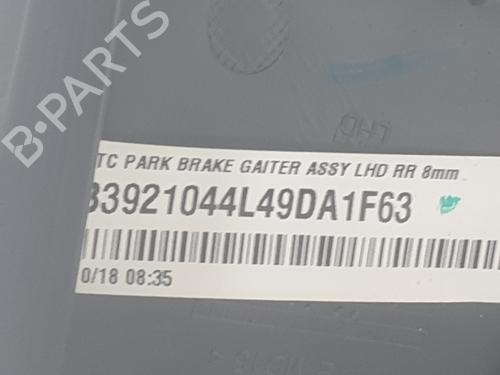 B-PARTS
LHD
TC PARK BRAKE GAITER ASSY LHD RR 8mm
33921044L49DA1F63
0/18 08:35